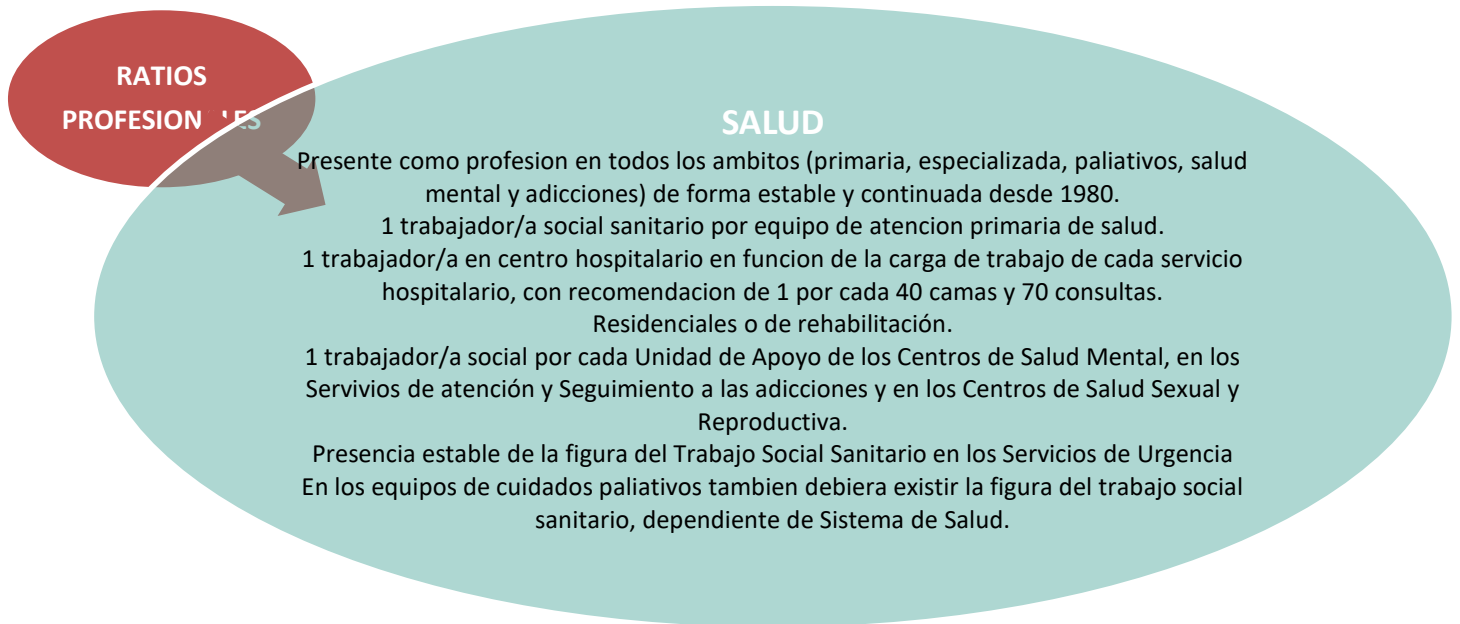 RATIOS
PROFESIONALES
SALUD
Presente como profesion en todos los ambitos (primaria, especializada, paliativos, salud
mental y adicciones) de forma estable y continuada desde 1980.
1 trabajador/a social sanitario por equipo de atencion primaria de salud.
1 trabajador/a en centro hospitalario en funcion de la carga de trabajo de cada servicio
hospitalario, con recomendacion de 1 por cada 40 camas y 70 consultas.
Residenciales o de rehabilitación.
1 trabajador/a social por cada Unidad de Apoyo de los Centros de Salud Mental, en los
Servivios de atención y Seguimiento a las adicciones y en los Centros de Salud Sexual y
Reproductiva.
Presencia estable de la figura del Trabajo Social Sanitario en los Servicios de Urgencia
En los equipos de cuidados paliativos tambien debiera existir la figura del trabajo social
sanitario, dependiente de Sistema de Salud.